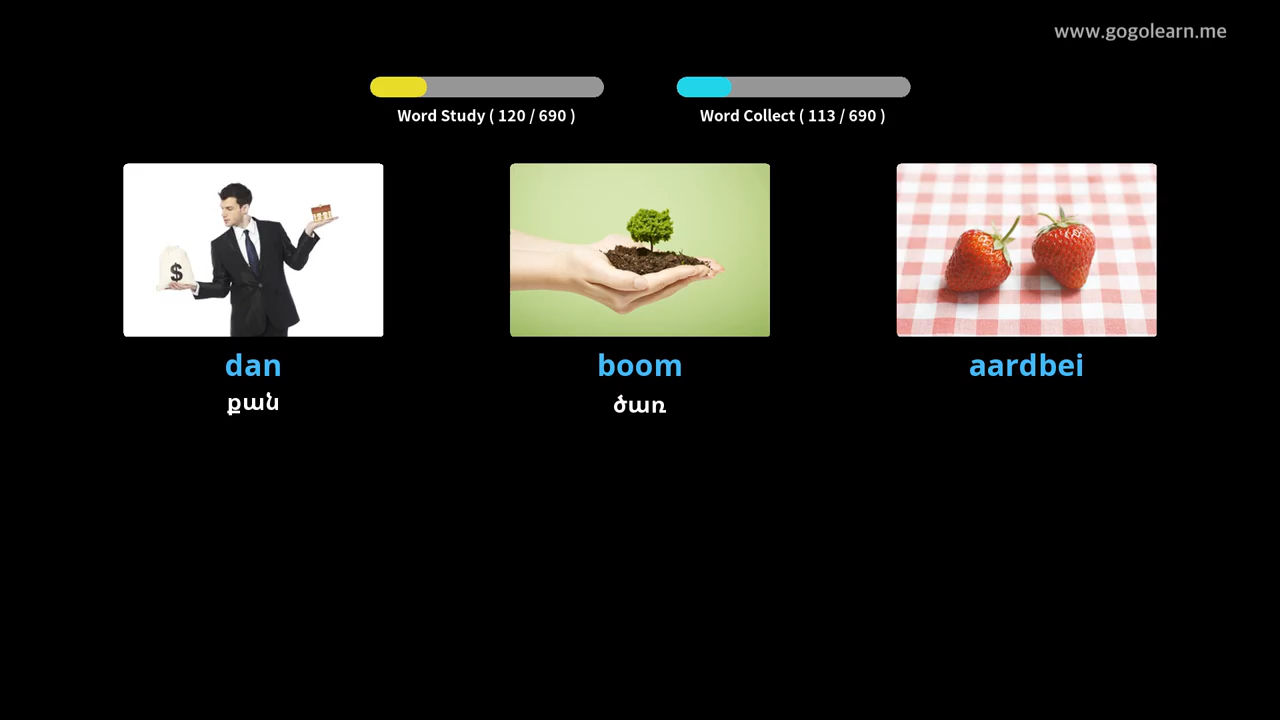 www.gogolearn.me
Word Study ( 120 / 690 )
Word Collect ( 113 / 690 )
$
dan
boom
aardbei
քան
ծառ